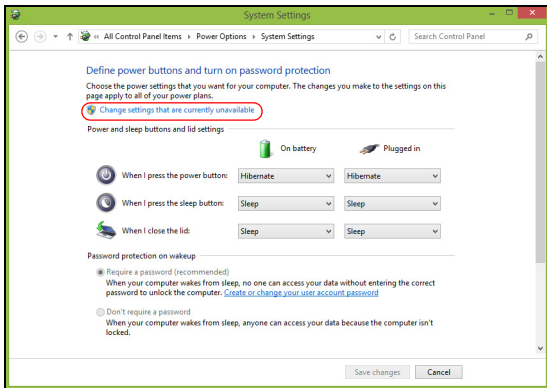 System Settings
« All Control Panel Items ▸ Power Options ▸ System Settings
Search Control Panel
Define power buttons and turn on password protection
Choose the power settings that you want for your computer. The changes you make to the settings on this
page apply to all of your power plans.
Change settings that are currently unavailable
Power and sleep buttons and lid settings
On battery Plugged in
When I press the power button: Hibernate Hibernate
When I press the sleep button: Sleep Sleep
When I close the lid: Sleep Sleep
Password protection on wakeup
Require a password (recommended)
When your computer wakes from sleep, no one can access your data without entering the correct
password to unlock the computer. Create or change your user account password
Don't require a password
When your computer wakes from sleep, anyone can access your data because the computer isn't
locked.
Save changes Cancel